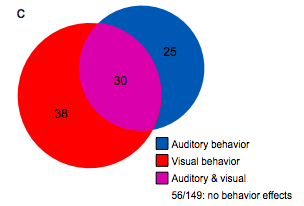 C
25
30
38
Auditory behavior
Visual behavior
Auditory & visual
56/149: no behavior effects